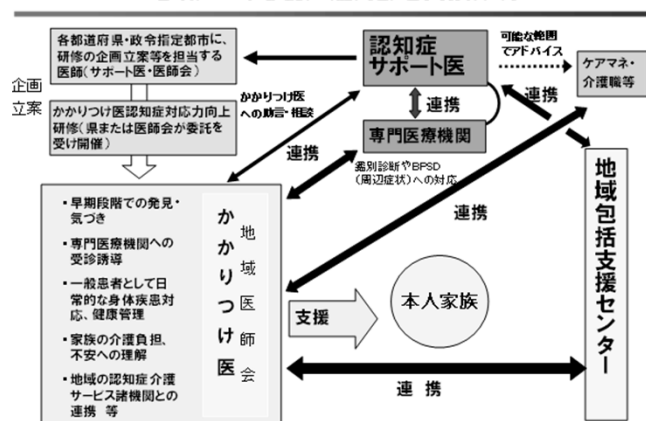 各都道府県・政令指定都市に、
研修の企画立案等を担当する
医師(サポート医・医師会)
企画
立案
かかりつけ医認知症対応力向上
研修(県または医師会が委託を
受け開催)
認知症
サポート医
可能な範囲
でアドバイス
ケアマネ・
介護職等
かかりつけ医
への助言・相談
連携
連携
連携
専門医療機関
鑑別診断やBPSD
(周辺症状)への対応
連携
・早期段階での発見・
気づき
・専門医療機関への
受診誘導
・一般患者として日
常的な身体疾患対
応、健康管理
・家族の介護負担、
不安への理解
・地域の認知症介護
サービス諸機関との
連携 等
地域医師会
かかりつけ医
支援
本人家族
地域包括支援センター
連 携